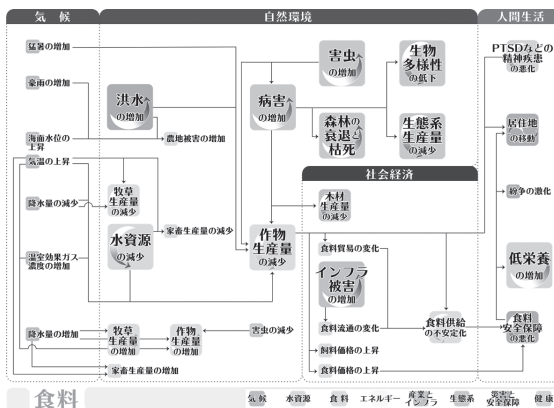 気 候
自然環境
人間生活
猛暑の増加
豪雨の増加
海面水位の
上昇
気温の上昇
降水量の減少
温室効果ガス
濃度の増加
降水量の増加
洪水
の増加
農地被害の増加
牧草
生産量
の減少
水資源
の減少
家畜生産量の減少
牧草
生産量
の増加
作物
生産量
の増加
害虫の減少
家畜生産量の増加
害虫
の増加
病害
の増加
生物
多様性
の低下
森林の
衰退と
枯死
生態系
生産量
の減少
社会経済
木材
生産量
の減少
作物
生産量
の減少
食料貿易の変化
インフラ
被害
の増加
食料流通の変化
飼料価格の上昇
食料価格の上昇
食料供給
の不安定化
PTSDなどの
精神疾患
の悪化
居住地
の移動
紛争の激化
低栄養
の増加
食料
安全保障
の悪化
食料
気 候
水資源
食 料
エネルギー
産業と
インフラ
生態系
災害と
安全保障
健 康